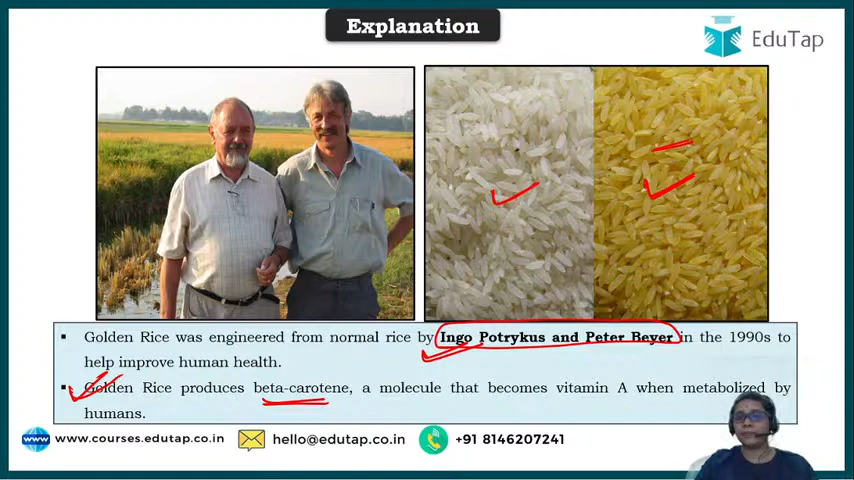 Explanation
EduTap
▪ Golden Rice was engineered from normal rice by Ingo Potrykus and Peter Beyer in the 1990s to
help improve human health.
▪ Golden Rice produces beta-carotene, a molecule that becomes vitamin A when metabolized by
humans.
www.courses.edutap.co.in hello@edutap.co.in +91 8146207241